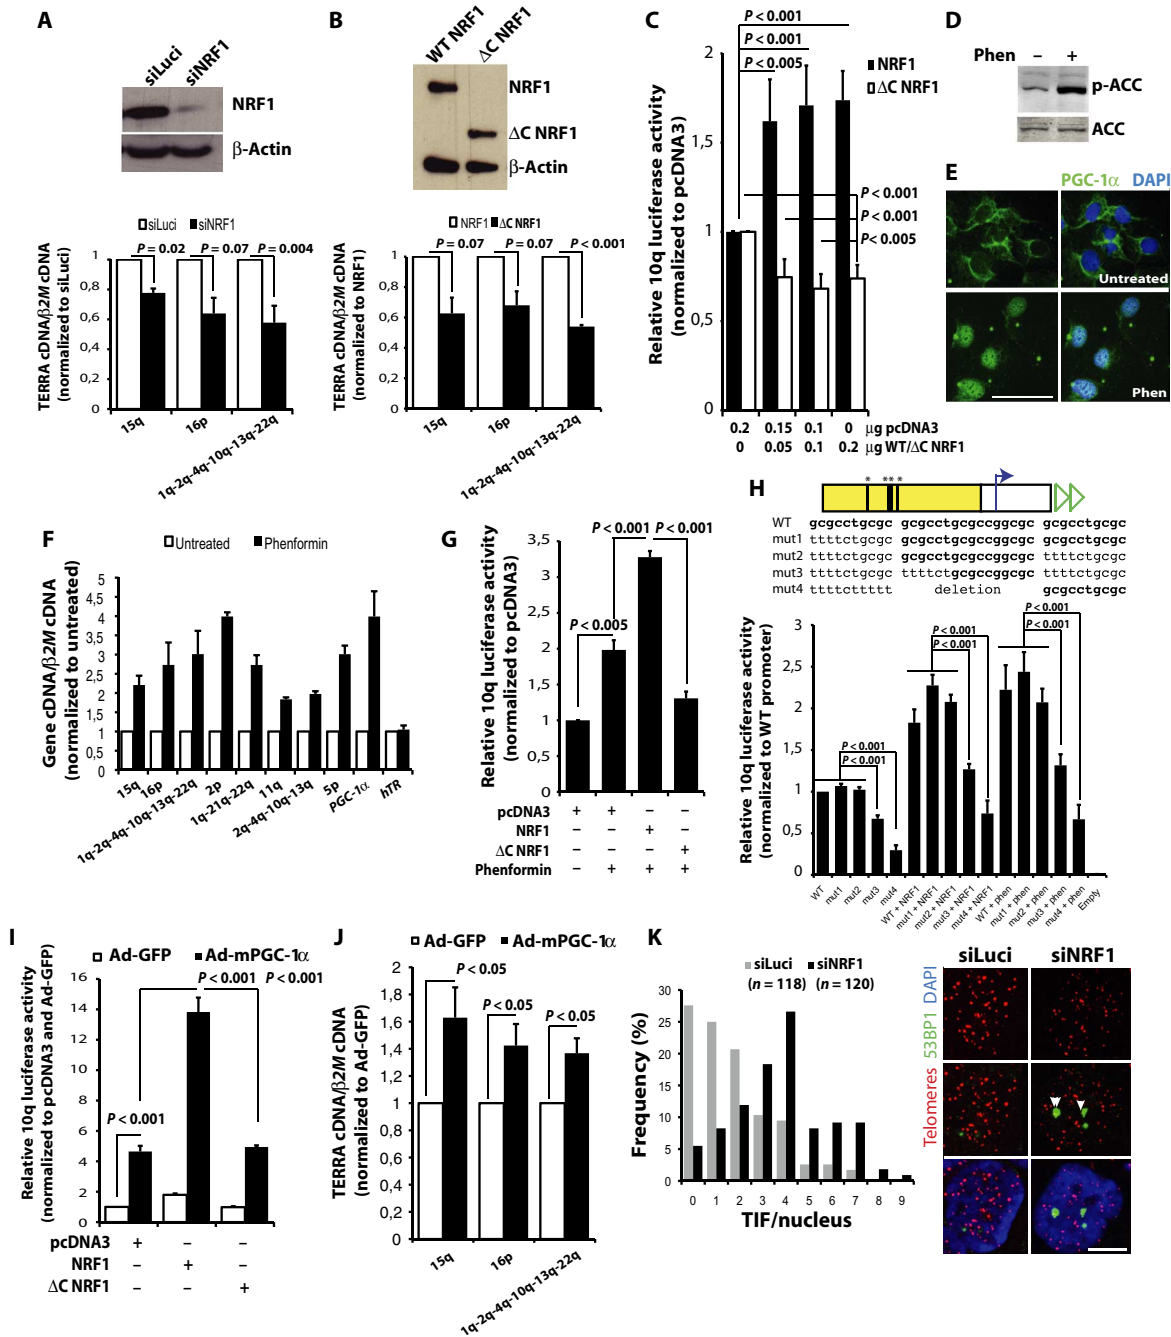 A
siLuci
siNRF1
NRF1
β-Actin
siLuci siNRF1
P = 0.02 P = 0.07 P = 0.004
TERRA cDNA/β2M cDNA
(normalized to siLuci)
1
0,8
0,6
0,4
0,2
0
15q
16p
1q-2q-4q-10q-13q-22q
B
WT NRF1
ΔC NRF1
NRF1
ΔC NRF1
β-Actin
NRF1 ΔC NRF1
P = 0.07 P = 0.07 P < 0.001
TERRA cDNA/β2M cDNA
(normalized to NRF1)
1
0,8
0,6
0,4
0,2
0
15q
16p
1q-2q-4q-10q-13q-22q
C
P < 0.001
P < 0.001
P < 0.005
NRF1
ΔC NRF1
P < 0.001
P < 0.001
P < 0.005
Relative 10q luciferase activity
(normalized to pcDNA3)
2
1,5
1
0,5
0
0.2 0.15 0.1 0 μg pcDNA3
0 0.05 0.1 0.2 μg WT/ΔC NRF1
D
Phen – +
p-ACC
ACC
E
PGC-1α DAPI
Untreated
Phen
F
Untreated Phenformin
Gene cDNA/β2M cDNA
(normalized to untreated)
5
4,5
4
3,5
3
2,5
2
1,5
1
0,5
0
15q
16p
1q-2q-4q-10q-13q-22q
2p
1q-21q-22q
11q
2q-4q-10q-13q
5p
PGC-1α
hTR
G
P < 0.001 P < 0.001
P < 0.005
Relative 10q luciferase activity
(normalized to pcDNA3)
3,5
3
2,5
2
1,5
1
0,5
0
pcDNA3 + + – –
NRF1 – – + –
ΔC NRF1 – – – +
Phenformin – + + +
H
* ** *
WT gcgcctgcgc gcgcctgcgccggcgc gcgcctgcgc
mut1 ttttctgcgc gcgcctgcgccggcgc gcgcctgcgc
mut2 ttttctgcgc gcgcctgcgccggcgc ttttctgcgc
mut3 ttttctgcgc ttttctgcgccggcgc ttttctgcgc
mut4 ttttcttttt deletion gcgcctgcgc
P < 0.001
P < 0.001
P < 0.001
P < 0.001
P < 0.001
P < 0.001
Relative 10q luciferase activity
(normalized to WT promoter)
3
2,5
2
1,5
1
0,5
0
WT
mut1
mut2
mut3
mut4
WT + NRF1
mut1 + NRF1
mut2 + NRF1
mut3 + NRF1
mut4 + NRF1
WT + phen
mut1 + phen
mut2 + phen
mut3 + phen
mut4 + phen
Empty
I
Ad-GFP Ad-mPGC-1α
P < 0.001 P < 0.001
P < 0.001
Relative 10q luciferase activity
(normalized to pcDNA3 and Ad-GFP)
16
14
12
10
8
6
4
2
0
pcDNA3 + – –
NRF1 – + –
ΔC NRF1 – – +
J
Ad-GFP Ad-mPGC-1α
P < 0.05
P < 0.05
P < 0.05
TERRA cDNA/β2M cDNA
(normalized to Ad-GFP)
2
1,8
1,6
1,4
1,2
1
0,8
0,6
0,4
0,2
0
15q
16p
1q-2q-4q-10q-13q-22q
K
siLuci siNRF1
(n = 118) (n = 120)
Frequency (%)
30
25
20
15
10
5
0
0 1 2 3 4 5 6 7 8 9
TIF/nucleus
siLuci siNRF1
Telomeres 53BP1 DAPI